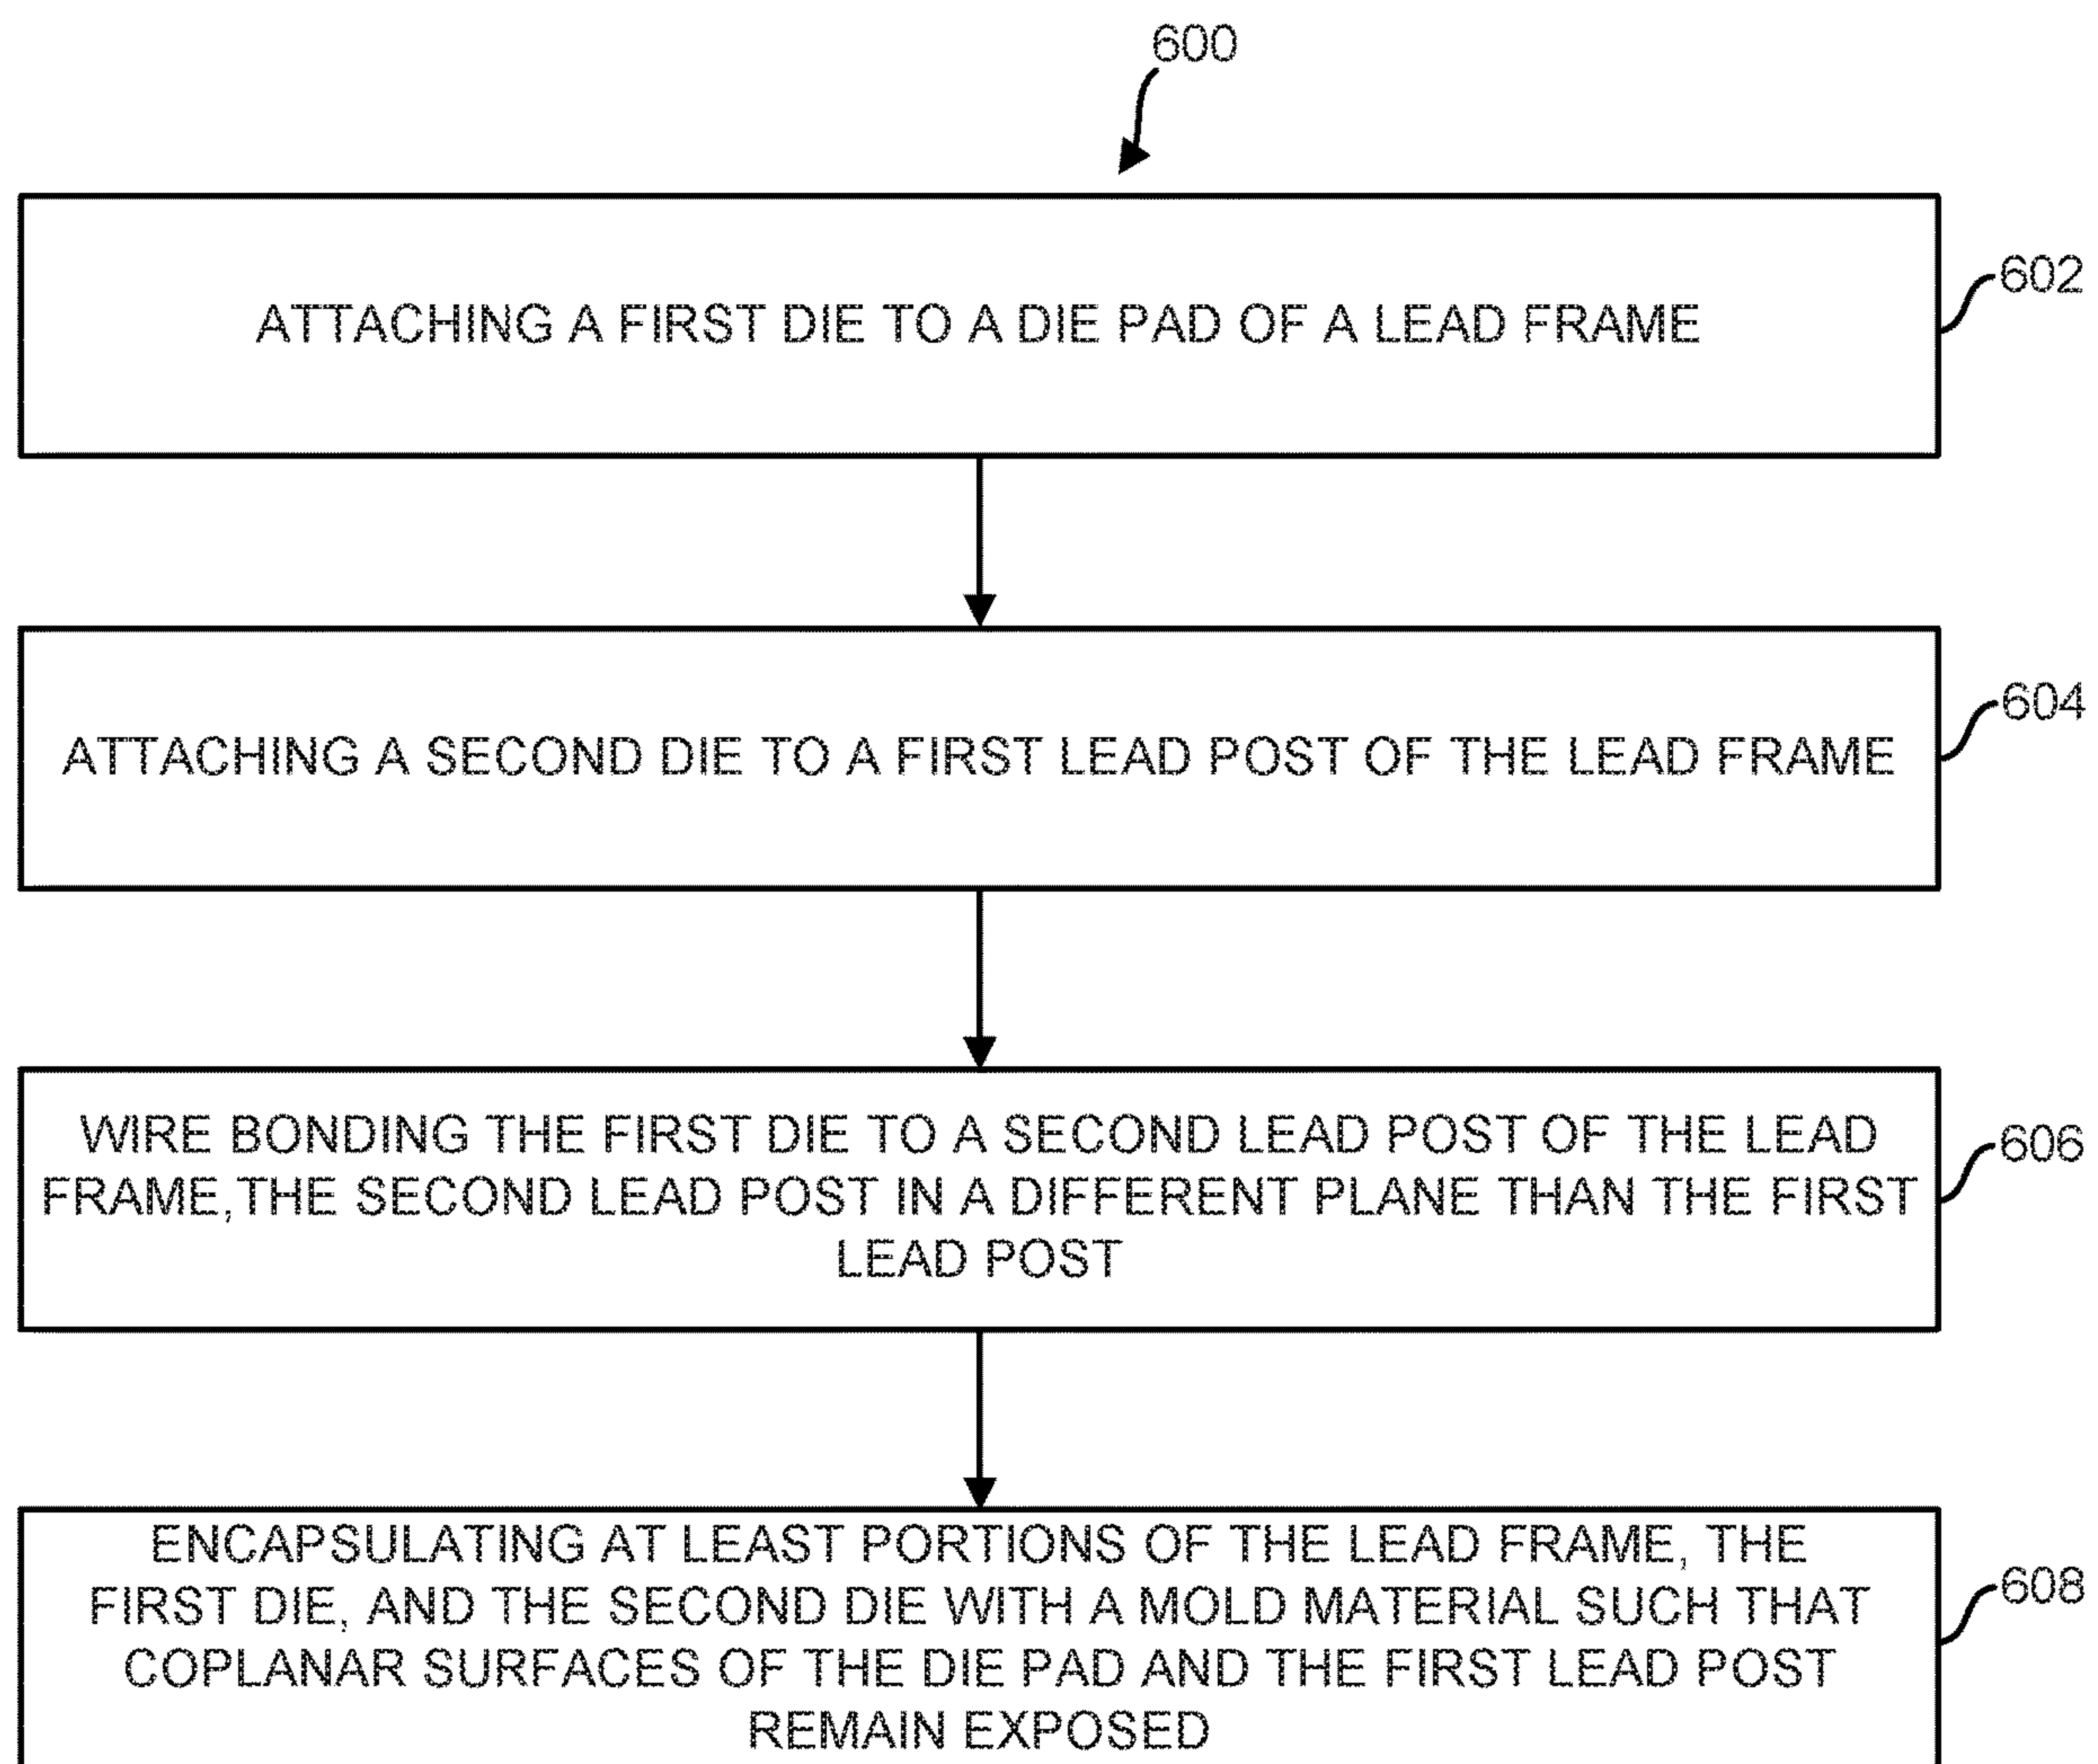 600
ATTACHING A FIRST DIE TO A DIE PAD OF A LEAD FRAME
602
ATTACHING A SECOND DIE TO A FIRST LEAD POST OF THE LEAD FRAME
604
WIRE BONDING THE FIRST DIE TO A SECOND LEAD POST OF THE LEAD
FRAME,THE SECOND LEAD POST IN A DIFFERENT PLANE THAN THE FIRST
LEAD POST
606
ENCAPSULATING AT LEAST PORTIONS OF THE LEAD FRAME, THE
FIRST DIE, AND THE SECOND DIE WITH A MOLD MATERIAL SUCH THAT
COPLANAR SURFACES OF THE DIE PAD AND THE FIRST LEAD POST
REMAIN EXPOSED
608